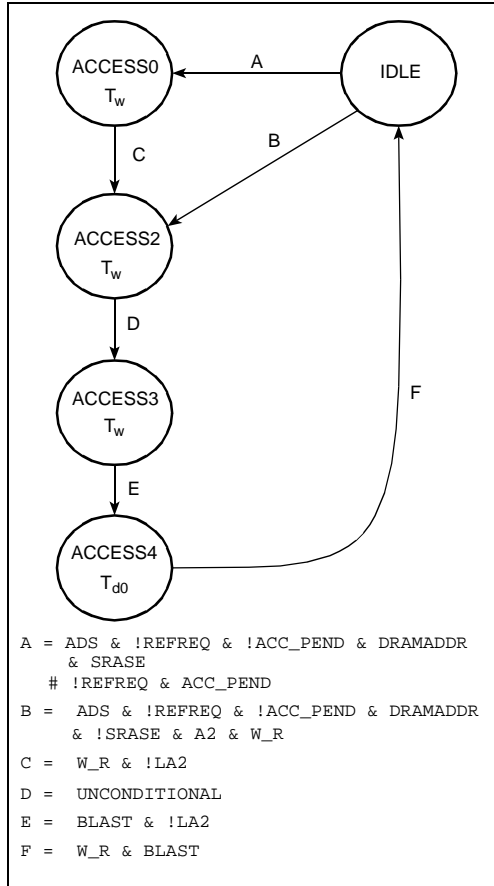 ACCESS0
Tw
A
IDLE
C
B
ACCESS2
Tw
D
ACCESS3
Tw
F
E
ACCESS4
Td0
A = ADS & !REFREQ & !ACC_PEND & DRAMADDR
& SRASE
# !REFREQ & ACC_PEND
B = ADS & !REFREQ & !ACC_PEND & DRAMADDR
& !SRASE & A2 & W_R
C = W_R & !LA2
D = UNCONDITIONAL
E = BLAST & !LA2
F = W_R & BLAST